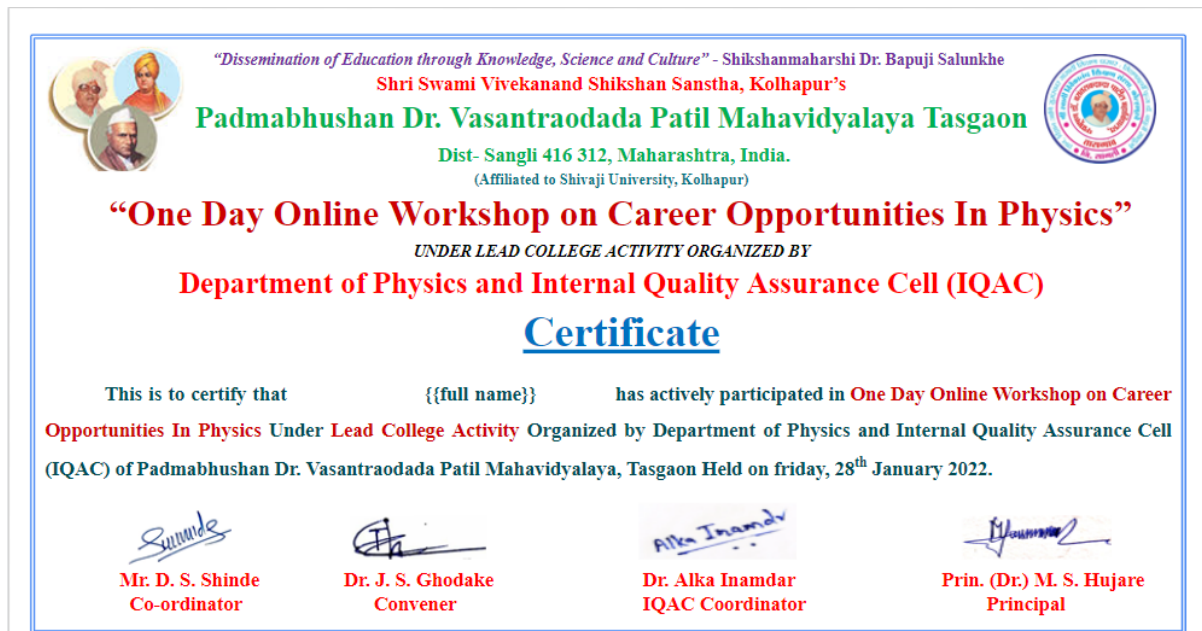 “Dissemination of Education through Knowledge, Science and Culture” - Shikshanmaharshi Dr. Bapuji Salunkhe
Shri Swami Vivekanand Shikshan Sanstha, Kolhapur’s
Padmabhushan Dr. Vasantraodada Patil Mahavidyalaya Tasgaon
Dist- Sangli 416 312, Maharashtra, India.
(Affiliated to Shivaji University, Kolhapur)
“One Day Online Workshop on Career Opportunities In Physics”
UNDER LEAD COLLEGE ACTIVITY ORGANIZED BY
Department of Physics and Internal Quality Assurance Cell (IQAC)
Certificate
This is to certify that {{full name}} has actively participated in One Day Online Workshop on Career
Opportunities In Physics Under Lead College Activity Organized by Department of Physics and Internal Quality Assurance Cell
(IQAC) of Padmabhushan Dr. Vasantraodada Patil Mahavidyalaya, Tasgaon Held on friday, 28th January 2022.
Alka Inamdr
Mr. D. S. Shinde Dr. J. S. Ghodake Dr. Alka Inamdar Prin. (Dr.) M. S. Hujare
Co-ordinator Convener IQAC Coordinator Principal